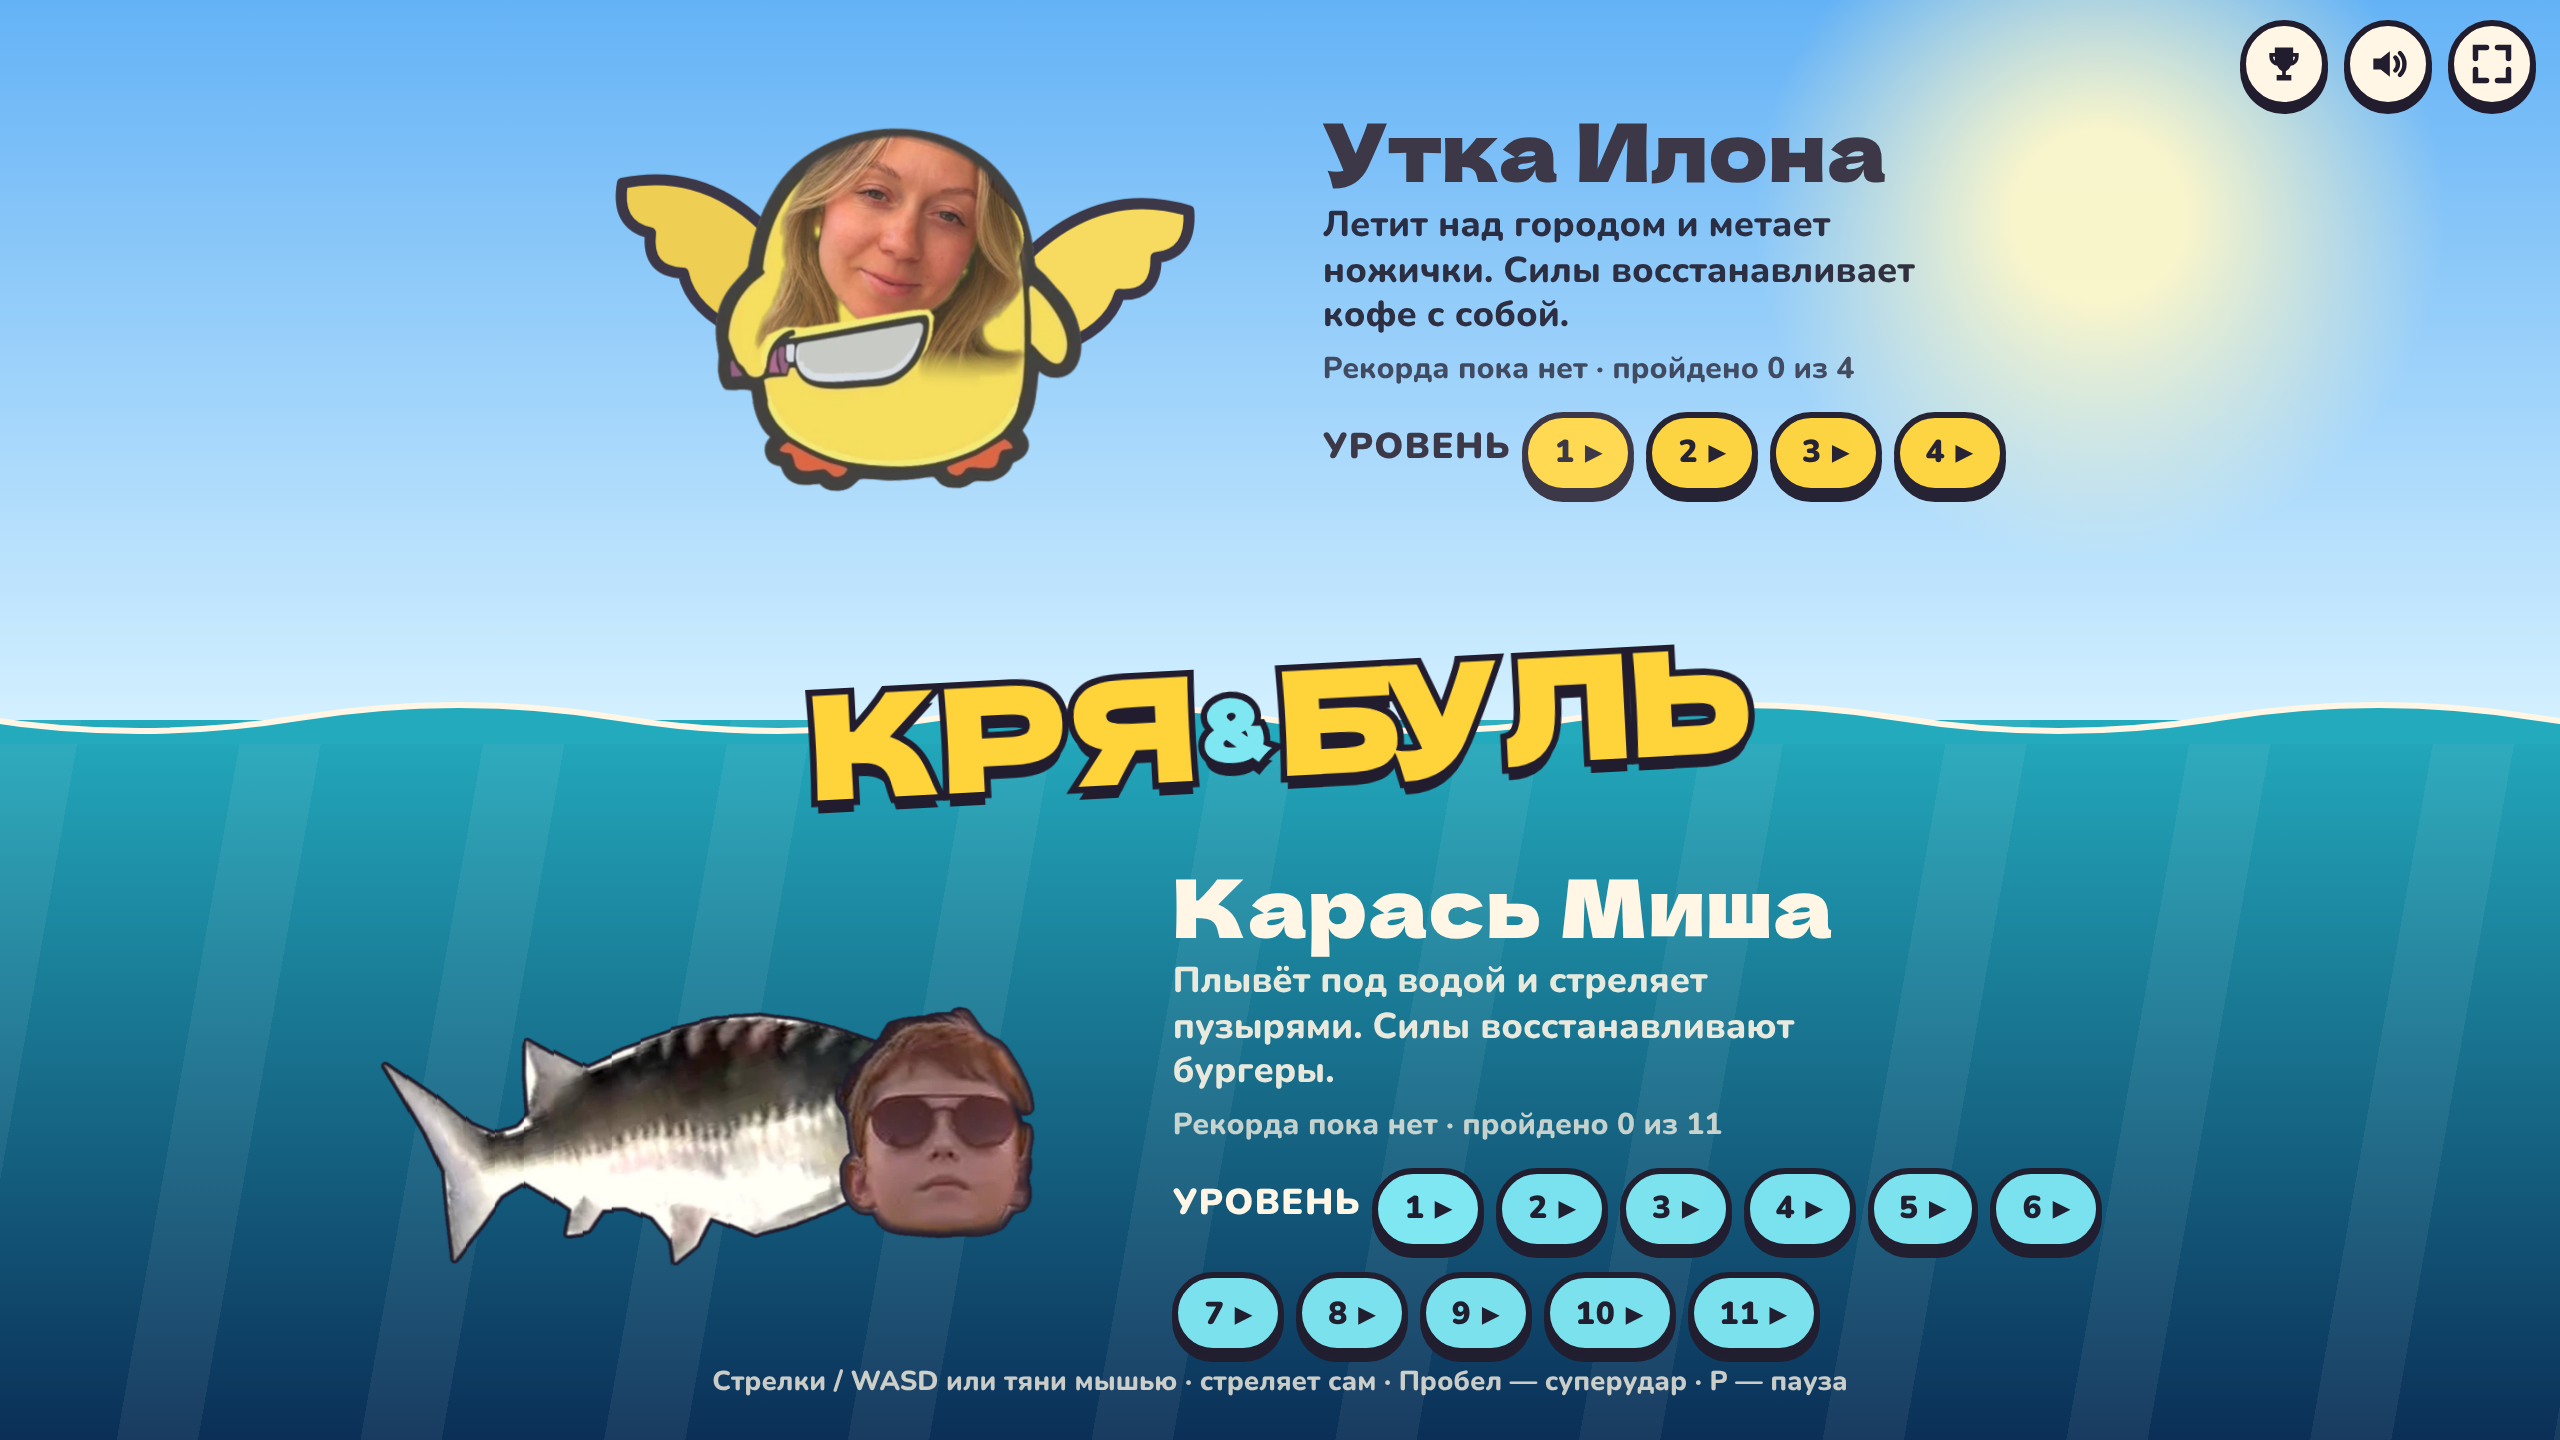 Утка Илона
Летит над городом и метает
ножички. Силы восстанавливает
кофе с собой.
Рекорда пока нет · пройдено 0 из 4
УРОВЕНЬ 1 ▸ 2 ▸ 3 ▸ 4 ▸
КРЯ & БУЛЬ
Карась Миша
Плывёт под водой и стреляет
пузырями. Силы восстанавливают
бургеры.
Рекорда пока нет · пройдено 0 из 11
УРОВЕНЬ 1 ▸ 2 ▸ 3 ▸ 4 ▸ 5 ▸ 6 ▸
7 ▸ 8 ▸ 9 ▸ 10 ▸ 11 ▸
Стрелки / WASD или тяни мышью · стреляет сам · Пробел — суперудар · P — пауза